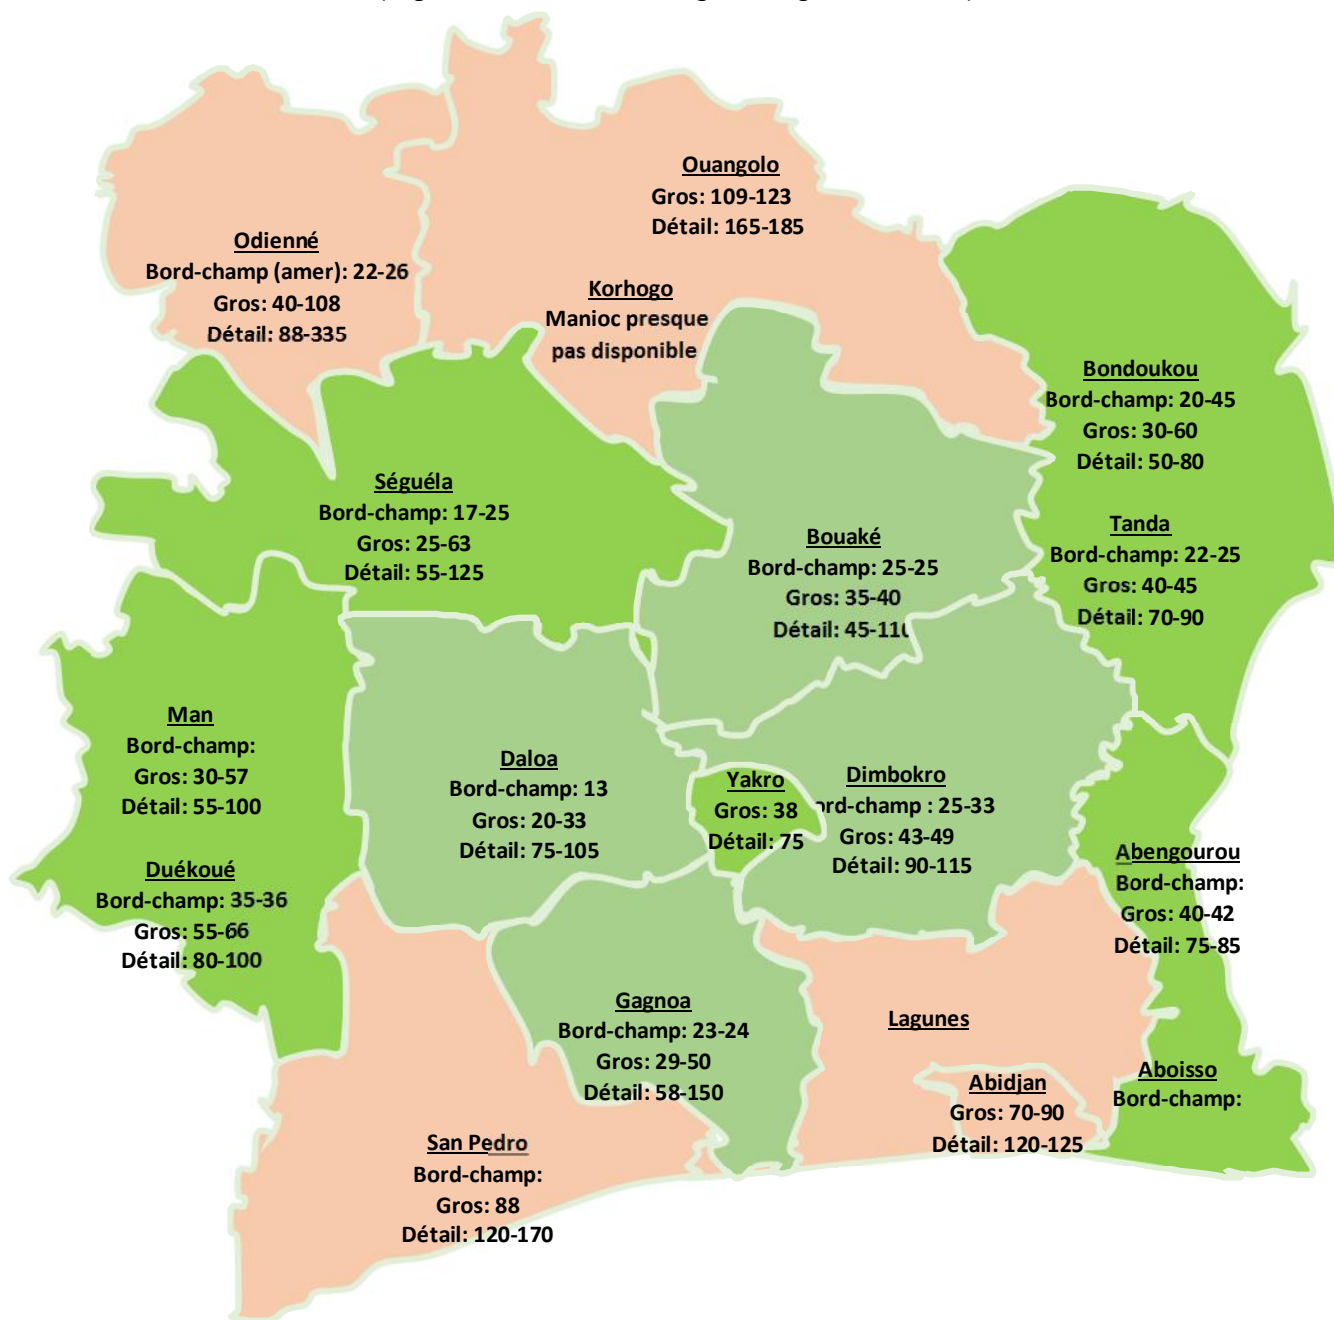 Ouangolo
Gros: 109-123
Détail: 165-185
Odienné
Bord-champ (amer): 22-26
Gros: 40-108
Détail: 88-335
Korhogo
Manioc presque
pas disponible
Bondoukou
Bord-champ: 20-45
Gros: 30-60
Détail: 50-80
Séguéla
Bord-champ: 17-25
Gros: 25-63
Détail: 55-125
Bouaké
Bord-champ: 25-25
Gros: 35-40
Détail: 45-110
Tanda
Bord-champ: 22-25
Gros: 40-45
Détail: 70-90
Man
Bord-champ:
Gros: 30-57
Détail: 55-100
Daloa
Bord-champ: 13
Gros: 20-33
Détail: 75-105
Yakro
Gros: 38
Détail: 75
Dimbokro
ord-champ : 25-33
Gros: 43-49
Détail: 90-115
Duékoué
Bord-champ: 35-36
Gros: 55-66
Détail: 80-100
Abengourou
Bord-champ:
Gros: 40-42
Détail: 75-85
Gagnoa
Bord-champ: 23-24
Gros: 29-50
Détail: 58-150
Lagunes
Abidjan
Gros: 70-90
Détail: 120-125
Aboisso
Bord-champ:
San Pedro
Bord-champ:
Gros: 88
Détail: 120-170